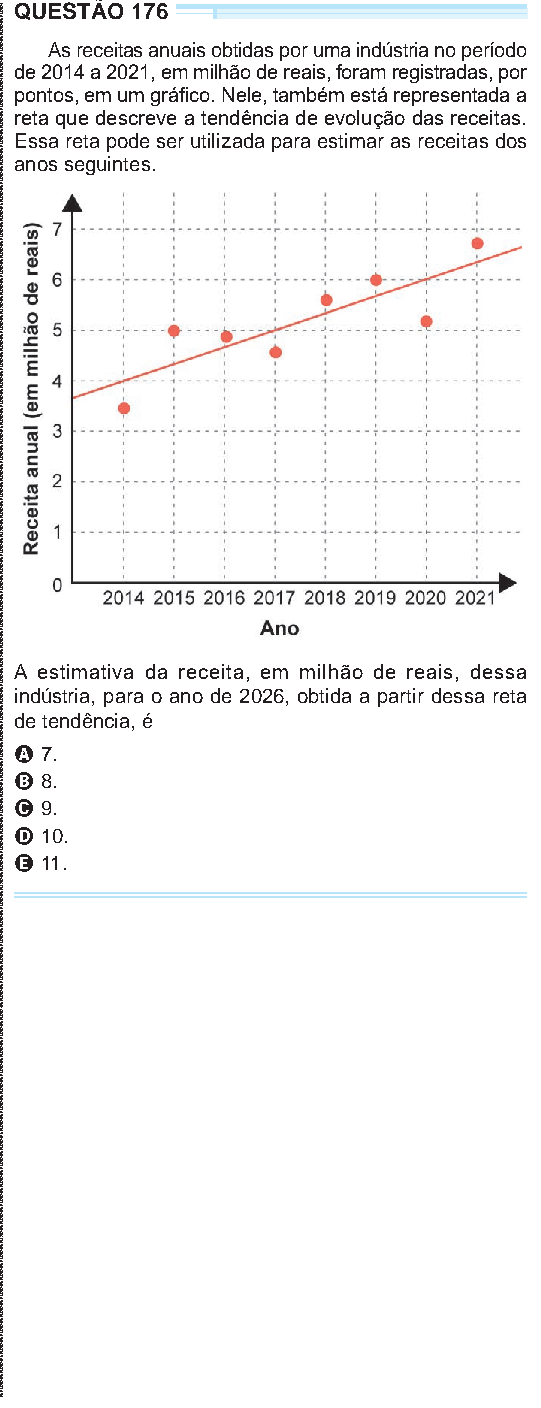 QUESTÃO 176
As receitas anuais obtidas por uma indústria no período
de 2014 a 2021, em milhão de reais, foram registradas, por
pontos, em um gráfico. Nele, também está representada a
reta que descreve a tendência de evolução das receitas.
Essa reta pode ser utilizada para estimar as receitas dos
anos seguintes.
Receita anual (em milhão de reais)
7
6
5
4
3
2
1
0
2014 2015 2016 2017 2018 2019 2020 2021
Ano
A estimativa da receita, em milhão de reais, dessa
indústria, para o ano de 2026, obtida a partir dessa reta
de tendência, é
A 7.
B 8.
C 9.
D 10.
E 11.